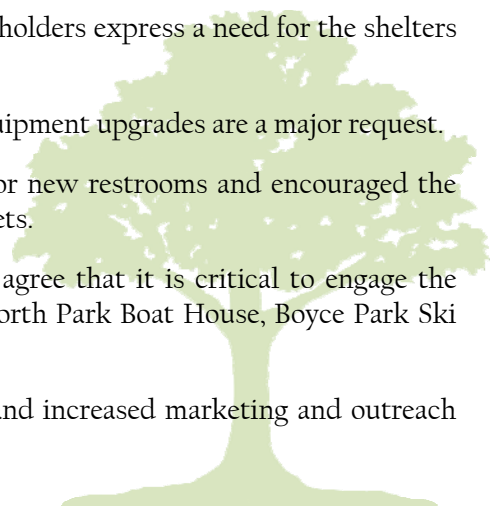 holders express a need for the shelters
uipment upgrades are a major request.
or new restrooms and encouraged the
ets.
agree that it is critical to engage the
orth Park Boat House, Boyce Park Ski
and increased marketing and outreach